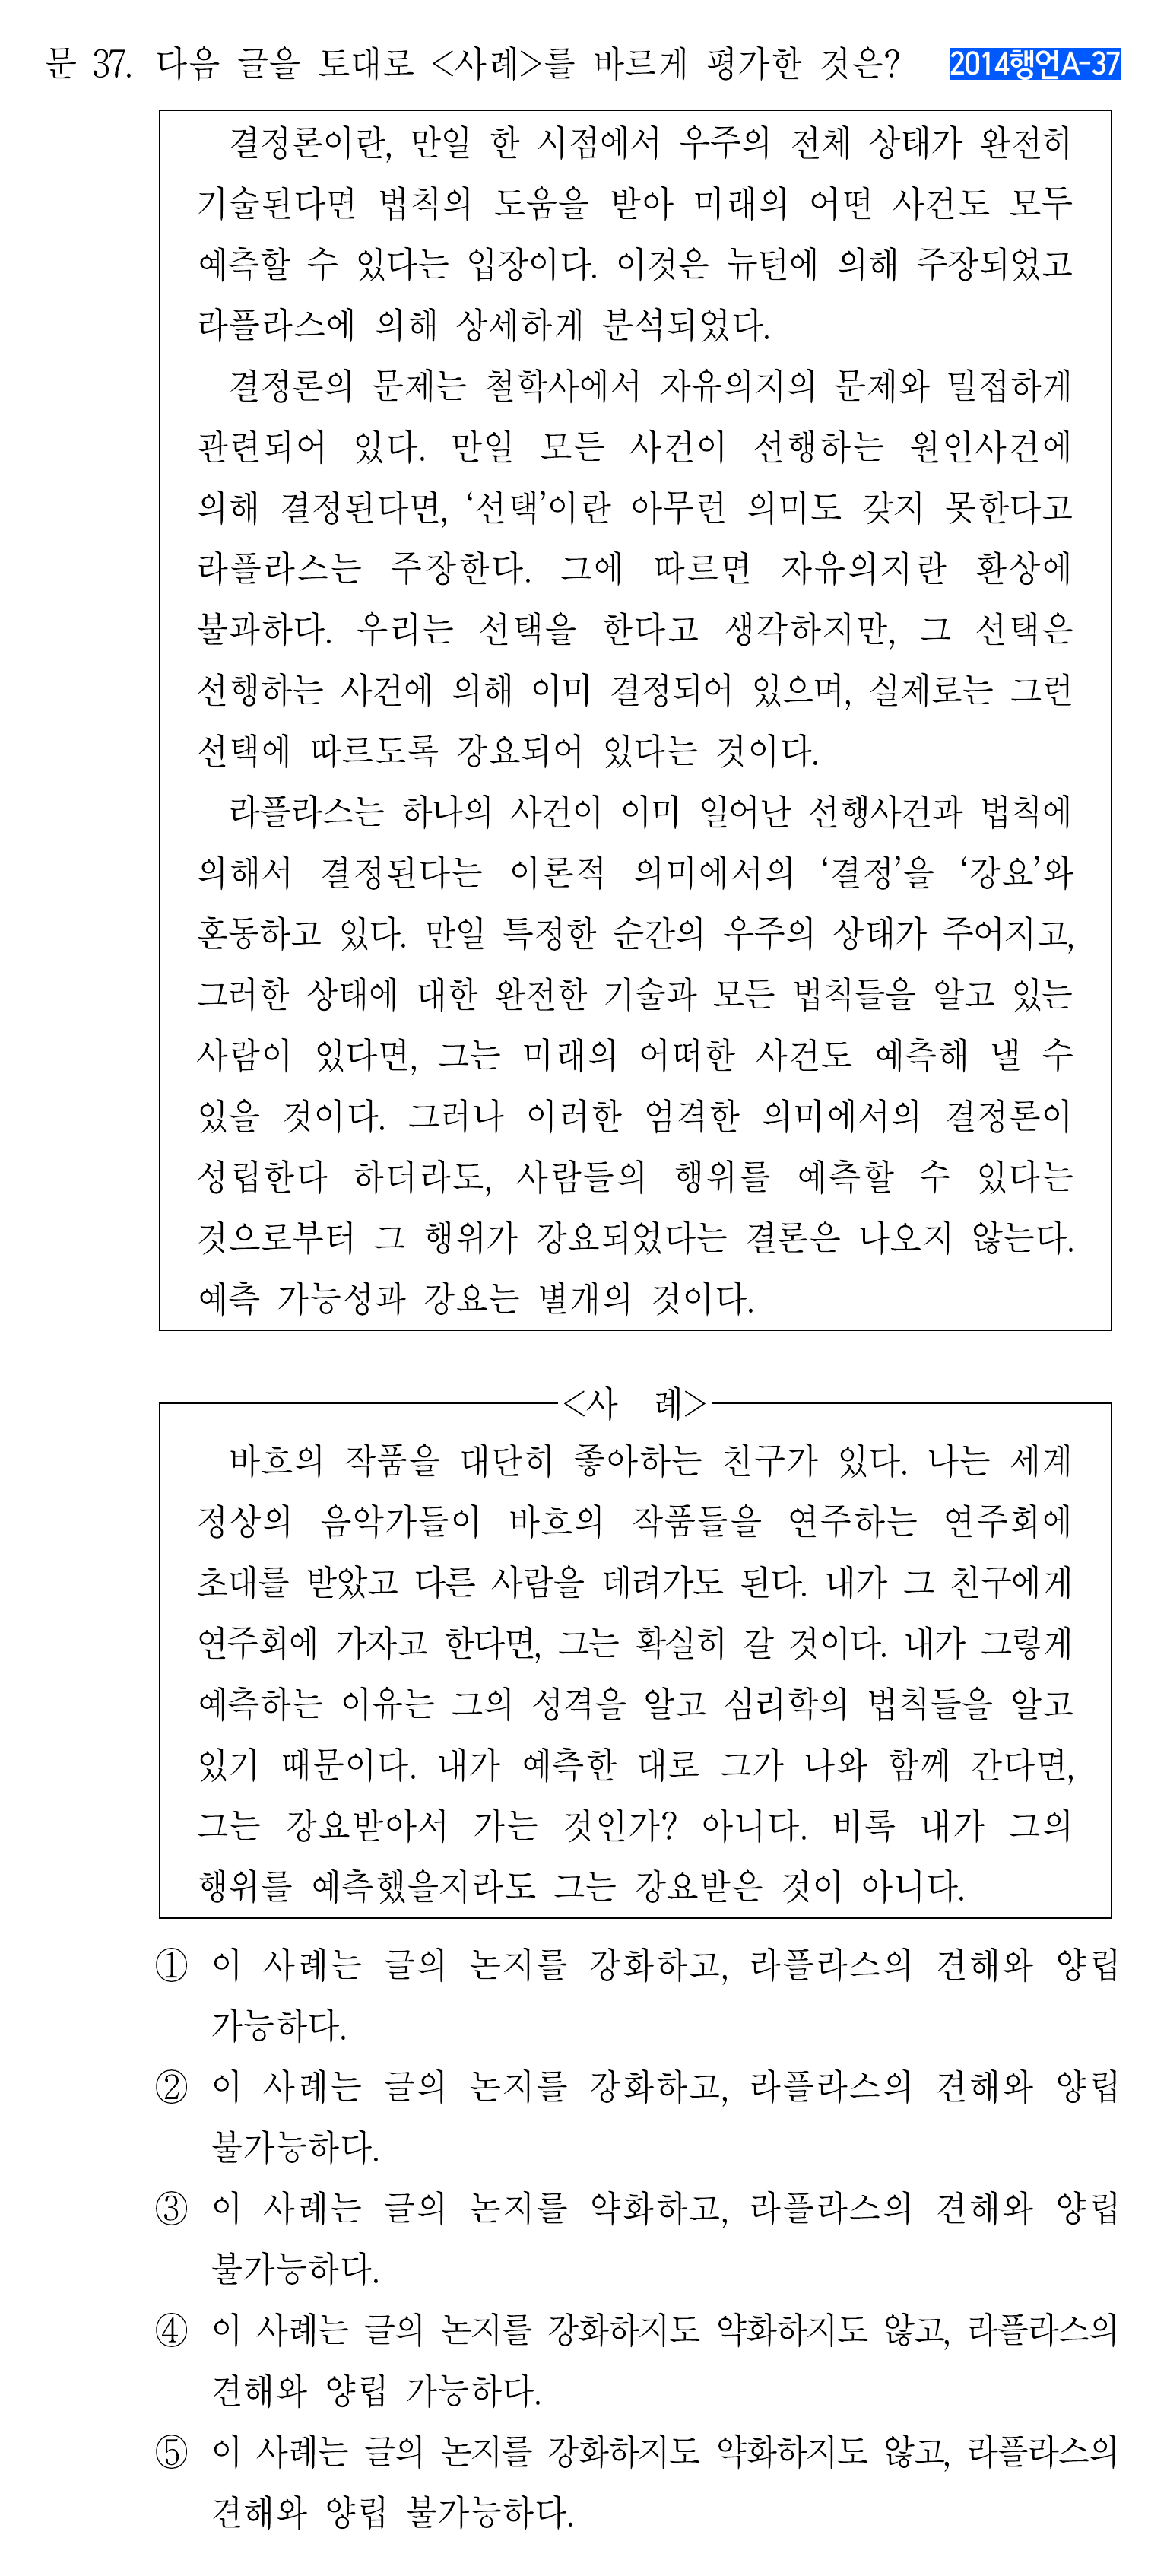 문 37. 다음 글을 토대로 <사례>를 바르게 평가한 것은? 2014행언A-37
결정론이란, 만일 한 시점에서 우주의 전체 상태가 완전히
기술된다면 법칙의 도움을 받아 미래의 어떤 사건도 모두
예측할 수 있다는 입장이다. 이것은 뉴턴에 의해 주장되었고
라플라스에 의해 상세하게 분석되었다.
결정론의 문제는 철학사에서 자유의지의 문제와 밀접하게
관련되어 있다. 만일 모든 사건이 선행하는 원인사건에
의해 결정된다면, ‘선택’이란 아무런 의미도 갖지 못한다고
라플라스는 주장한다. 그에 따르면 자유의지란 환상에
불과하다. 우리는 선택을 한다고 생각하지만, 그 선택은
선행하는 사건에 의해 이미 결정되어 있으며, 실제로는 그런
선택에 따르도록 강요되어 있다는 것이다.
라플라스는 하나의 사건이 이미 일어난 선행사건과 법칙에
의해서 결정된다는 이론적 의미에서의 ‘결정’을 ‘강요’와
혼동하고 있다. 만일 특정한 순간의 우주의 상태가 주어지고,
그러한 상태에 대한 완전한 기술과 모든 법칙들을 알고 있는
사람이 있다면, 그는 미래의 어떠한 사건도 예측해 낼 수
있을 것이다. 그러나 이러한 엄격한 의미에서의 결정론이
성립한다 하더라도, 사람들의 행위를 예측할 수 있다는
것으로부터 그 행위가 강요되었다는 결론은 나오지 않는다.
예측 가능성과 강요는 별개의 것이다.
<사 례>
바흐의 작품을 대단히 좋아하는 친구가 있다. 나는 세계
정상의 음악가들이 바흐의 작품들을 연주하는 연주회에
초대를 받았고 다른 사람을 데려가도 된다. 내가 그 친구에게
연주회에 가자고 한다면, 그는 확실히 갈 것이다. 내가 그렇게
예측하는 이유는 그의 성격을 알고 심리학의 법칙들을 알고
있기 때문이다. 내가 예측한 대로 그가 나와 함께 간다면,
그는 강요받아서 가는 것인가? 아니다. 비록 내가 그의
행위를 예측했을지라도 그는 강요받은 것이 아니다.
① 이 사례는 글의 논지를 강화하고, 라플라스의 견해와 양립
가능하다.
② 이 사례는 글의 논지를 강화하고, 라플라스의 견해와 양립
불가능하다.
③ 이 사례는 글의 논지를 약화하고, 라플라스의 견해와 양립
불가능하다.
④ 이 사례는 글의 논지를 강화하지도 약화하지도 않고, 라플라스의
견해와 양립 가능하다.
⑤ 이 사례는 글의 논지를 강화하지도 약화하지도 않고, 라플라스의
견해와 양립 불가능하다.